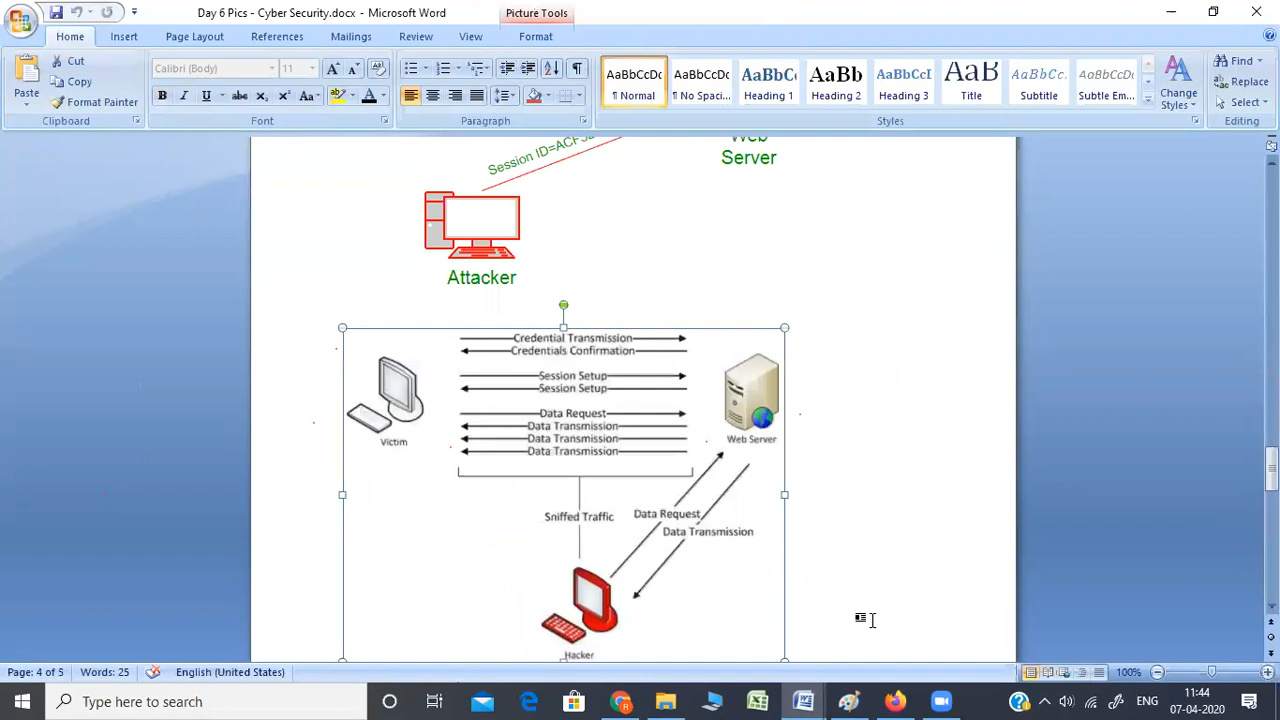 Day 6 Pics - Cyber Security.docx - Microsoft Word
Picture Tools
Home Insert Page Layout References Mailings Review View Format
Paste
Cut
Copy
Format Painter
Clipboard
Calibri (Body) 11
Font
Paragraph
AaBbCcDc AaBbCcDc AaBbCc AaBb AaBbCcI AaB AaBbCc. AaBbCcDc
¶ Normal ¶ No Spaci... Heading 1 Heading 2 Heading 3 Title Subtitle Subtle Em...
Change
Styles
Styles
Find
Replace
Select
Editing
Web
Server
Session
Attacker
Credential Transmission
Credentials Confirmation
Session Setup
Session Setup
Data Request
Data Transmission
Data Transmission
Data Transmission
Victim
Web Server
Sniffed Traffic
Data Request
Data Transmission
Hacker
Page: 4 of 5 Words: 25 English (United States) 100%
Type here to search
ENG
11:44
07-04-2020